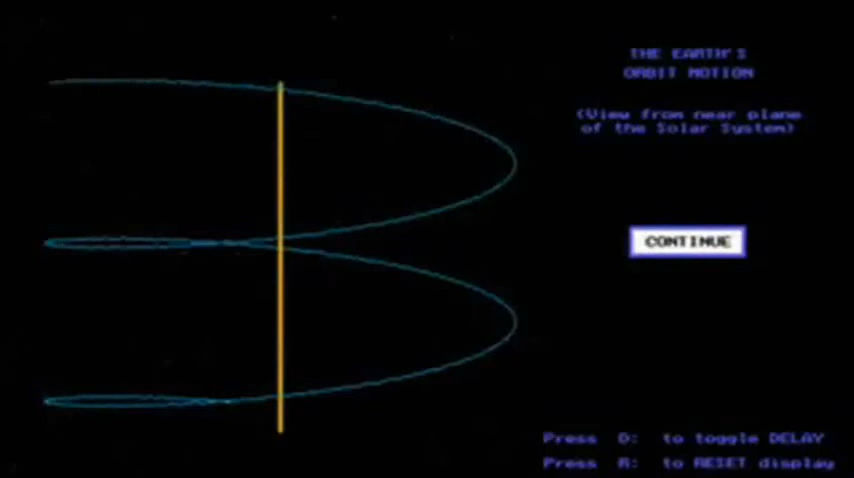 THE EARTH'S
ORBIT MOTION
(View from near plane
of the Solar System)
CONTINUE
Press D: to toggle DELAY
Press R: to RESET display